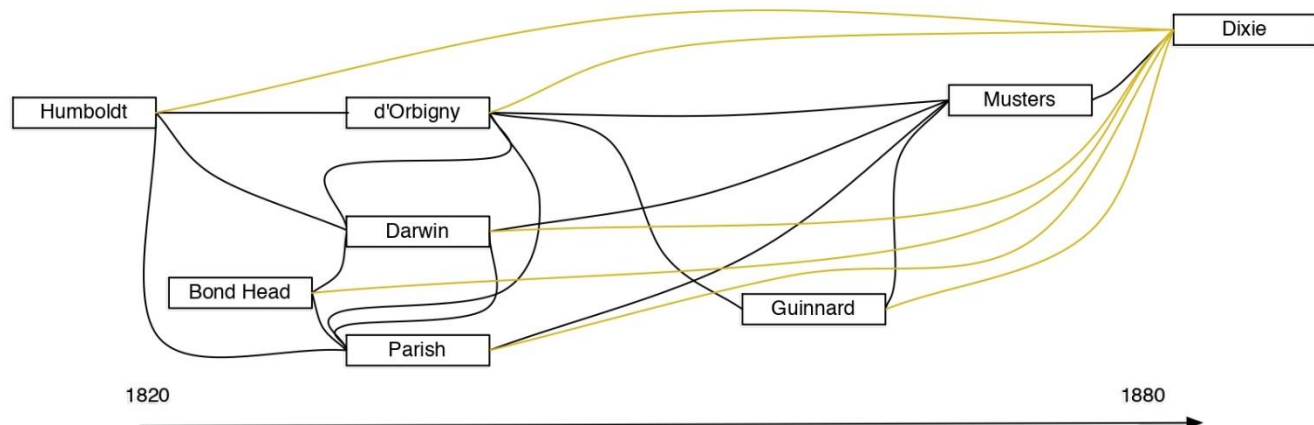 Dixie
Musters
Humboldt
d'Orbigny
Darwin
Bond Head
Guinnard
Parish
1820
1880